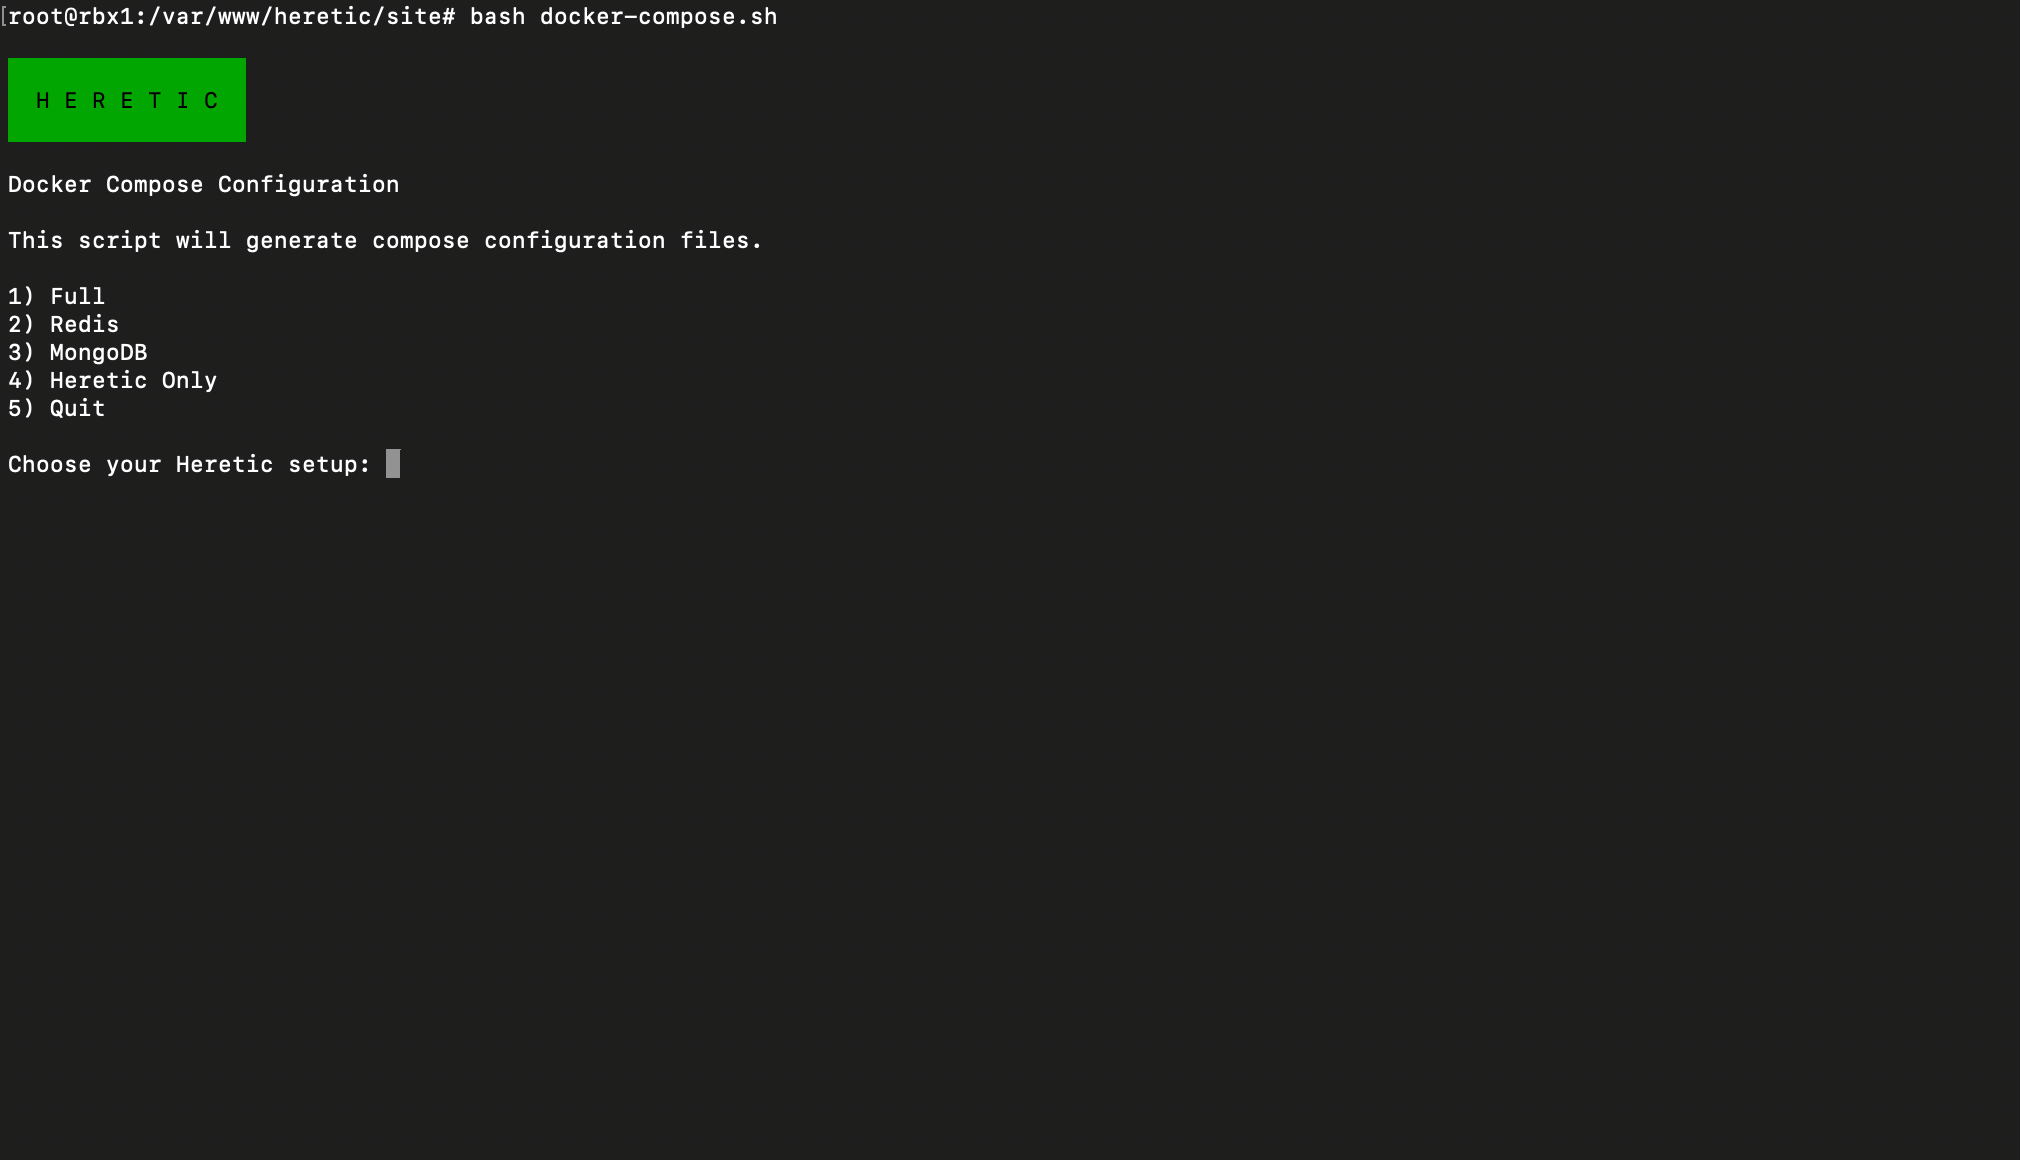 [root@rbx1:/var/www/heretic/site# bash docker-compose.sh
H E R E T I C
Docker Compose Configuration
This script will generate compose configuration files.
1) Full
2) Redis
3) MongoDB
4) Heretic Only
5) Quit
Choose your Heretic setup: